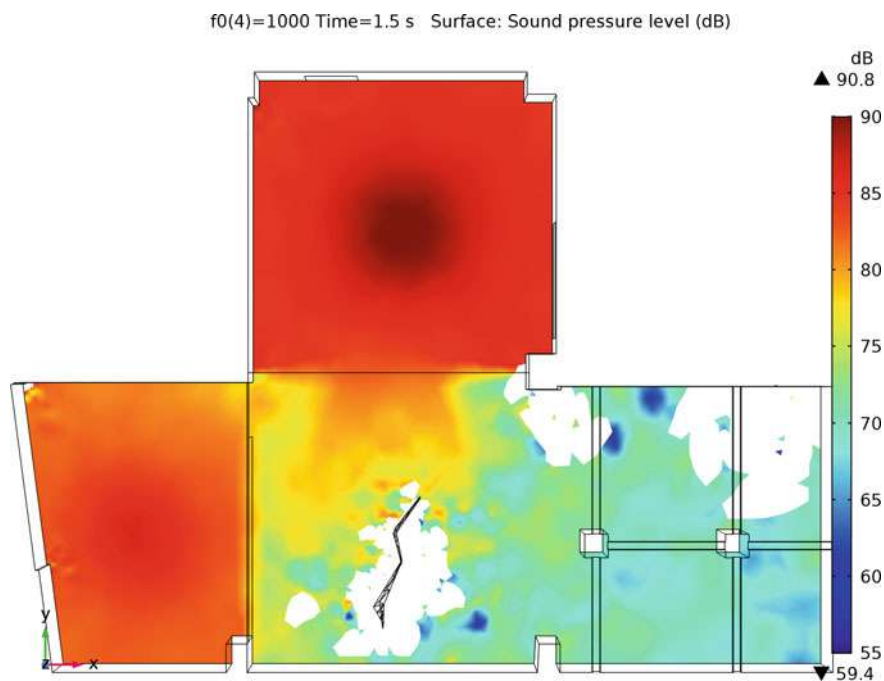 f0(4)=1000 Time=1.5 s Surface: Sound pressure level (dB)
dB
▲ 90.8
90
85
80
75
70
65
60
55
▼ 59.4
y
z x